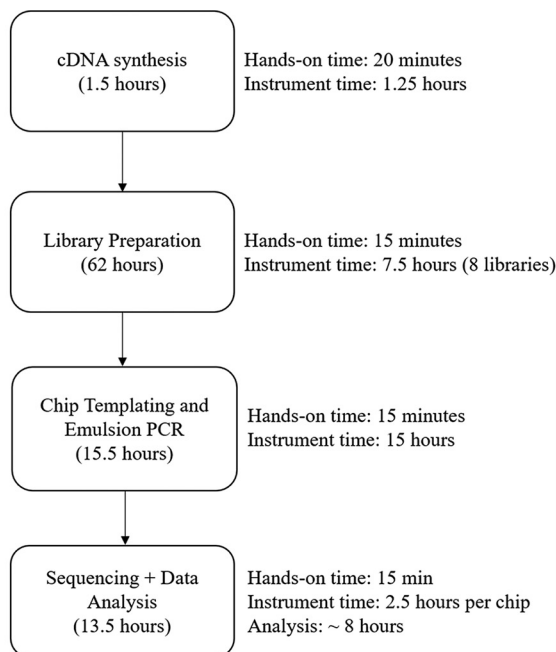 cDNA synthesis
(1.5 hours)
Hands-on time: 20 minutes
Instrument time: 1.25 hours
Library Preparation
(62 hours)
Hands-on time: 15 minutes
Instrument time: 7.5 hours (8 libraries)
Chip Templating and
Emulsion PCR
(15.5 hours)
Hands-on time: 15 minutes
Instrument time: 15 hours
Sequencing + Data
Analysis
(13.5 hours)
Hands-on time: 15 min
Instrument time: 2.5 hours per chip
Analysis: ~ 8 hours